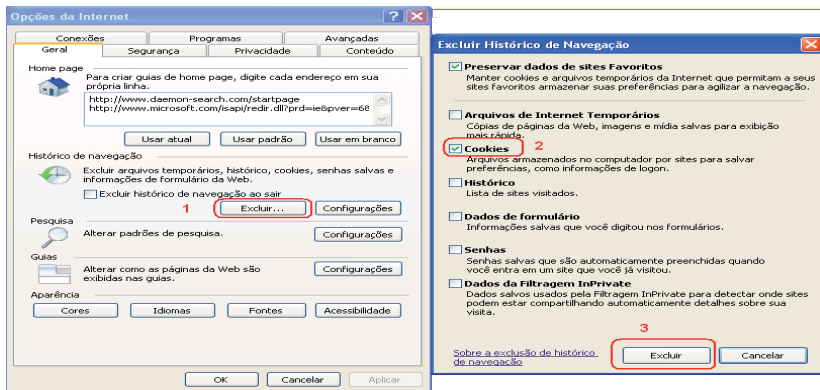 Opções da Internet
Conexões Programas Avançadas
Geral Segurança Privacidade Conteúdo
Home page
Para criar guias de home page, digite cada endereço em sua
própria linha.
http://www.daemon-search.com/startpage
http://www.microsoft.com/isapi/redir.dll?prd=ie&pver=6&
Usar atual Usar padrão Usar em branco
Histórico de navegação
Excluir arquivos temporários, histórico, cookies, senhas salvas e
informações de formulário da Web.
Excluir histórico de navegação ao sair
1 Excluir... Configurações
Pesquisa
Alterar padrões de pesquisa. Configurações
Guias
Alterar como as páginas da Web são
exibidas nas guias. Configurações
Aparência
Cores Idiomas Fontes Acessibilidade
OK Cancelar Aplicar
Excluir Histórico de Navegação
Preservar dados de sites Favoritos
Manter cookies e arquivos temporários da Internet que permitam a seus
sites favoritos armazenar suas preferências para agilizar a navegação.
Arquivos de Internet Temporários
Cópias de páginas da Web, imagens e mídia salvas para exibição
mais rápida.
Cookies 2
Arquivos armazenados no computador por sites para salvar
preferências, como informações de logon.
Histórico
Lista de sites visitados.
Dados de formulário
Informações salvas que você digitou nos formulários.
Senhas
Senhas salvas que são automaticamente preenchidas quando
você entra em um site que você já visitou.
Dados da Filtragem InPrivate
Dados salvos usados pela Filtragem InPrivate para detectar onde sites
podem estar compartilhando automaticamente detalhes sobre sua
visita.
3
Sobre a exclusão de histórico
de navegação
Excluir Cancelar